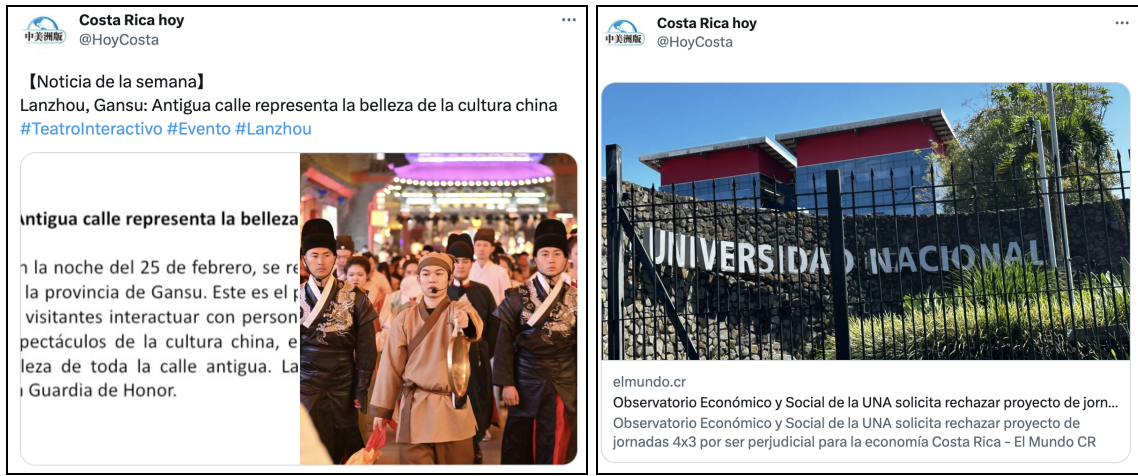 中美洲版
Costa Rica hoy
@HoyCosta
【Noticia de la semana】
Lanzhou, Gansu: Antigua calle representa la belleza de la cultura china
#TeatroInteractivo #Evento #Lanzhou
Antigua calle representa la belleza
n la noche del 25 de febrero, se re
la provincia de Gansu. Este es el p
visitantes interactuar con person
pectáculos de la cultura china, e
leza de toda la calle antigua. La
Guardia de Honor.
中美洲版
Costa Rica hoy
@HoyCosta
UNIVERSIDAD NACIONAL
elmundo.cr
Observatorio Económico y Social de la UNA solicita rechazar proyecto de jorn...
Observatorio Económico y Social de la UNA solicita rechazar proyecto de
jornadas 4x3 por ser perjudicial para la economía Costa Rica - El Mundo CR